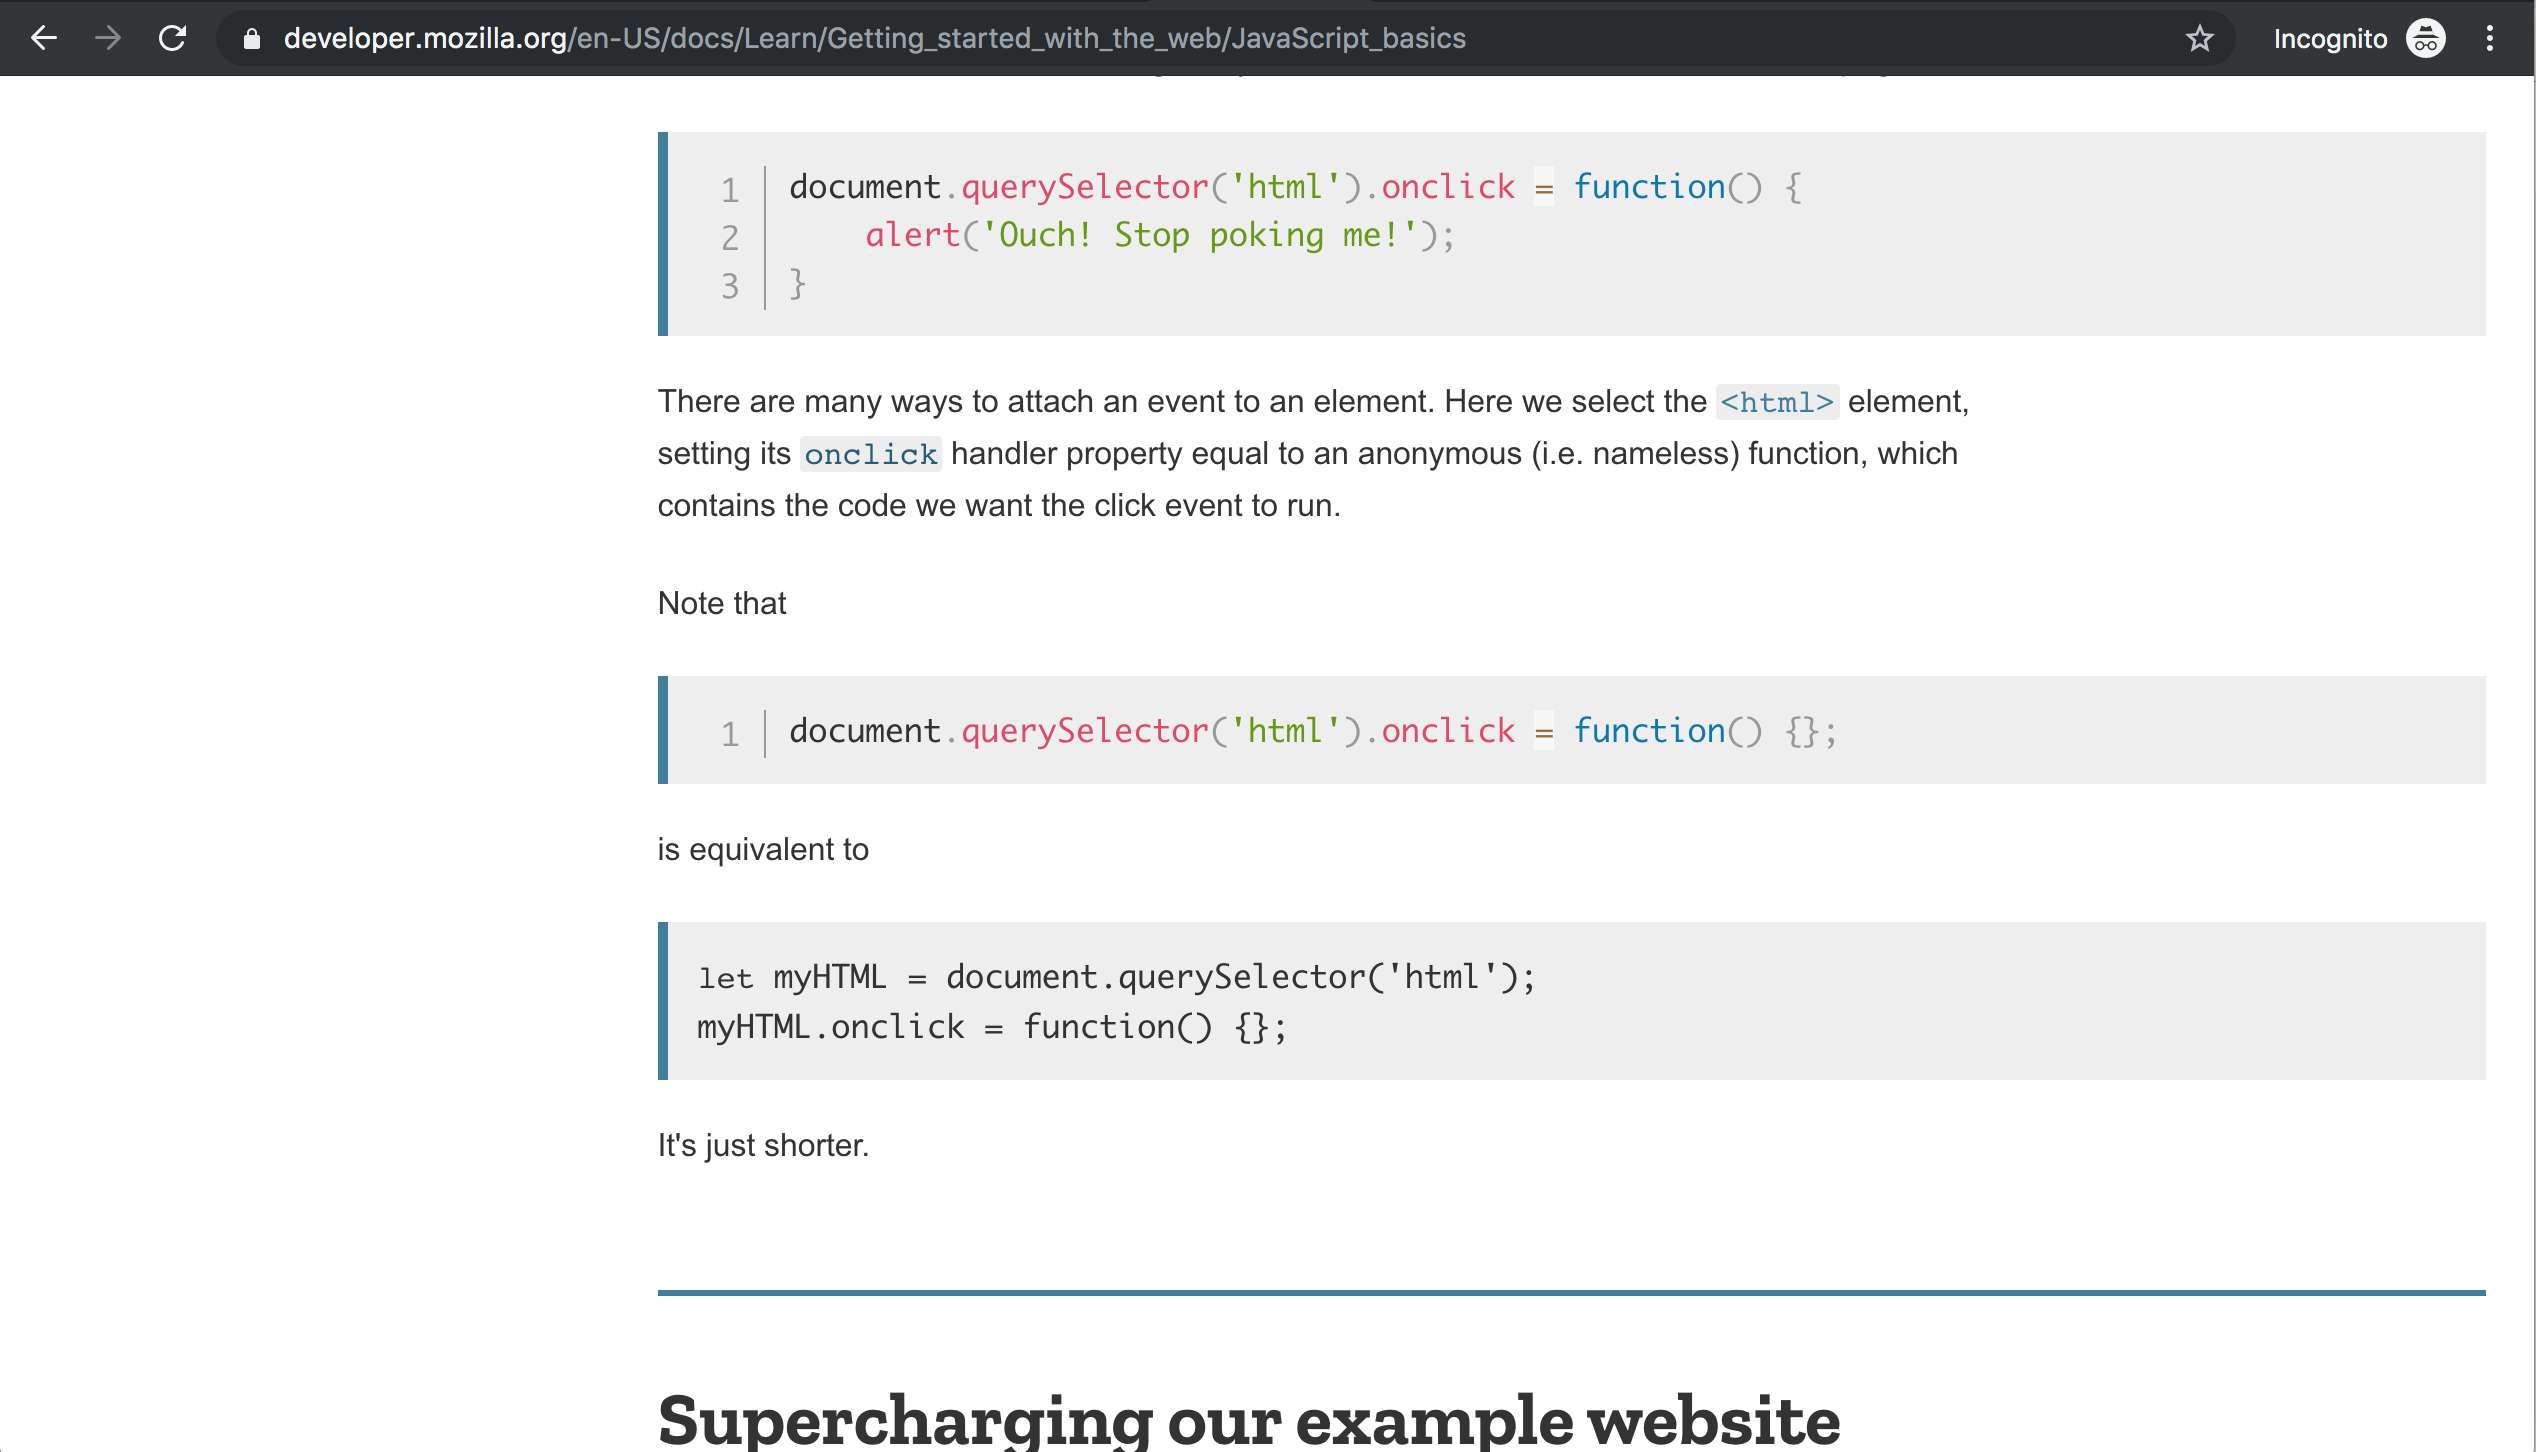 developer.mozilla.org/en-US/docs/Learn/Getting_started_with_the_web/JavaScript_basics
Incognito
1 document.querySelector('html').onclick = function() {
2     alert('Ouch! Stop poking me!');
3 }
There are many ways to attach an event to an element. Here we select the <html> element,
setting its onclick handler property equal to an anonymous (i.e. nameless) function, which
contains the code we want the click event to run.
Note that
1 document.querySelector('html').onclick = function() {};
is equivalent to
let myHTML = document.querySelector('html');
myHTML.onclick = function() {};
It's just shorter.
Supercharging our example website